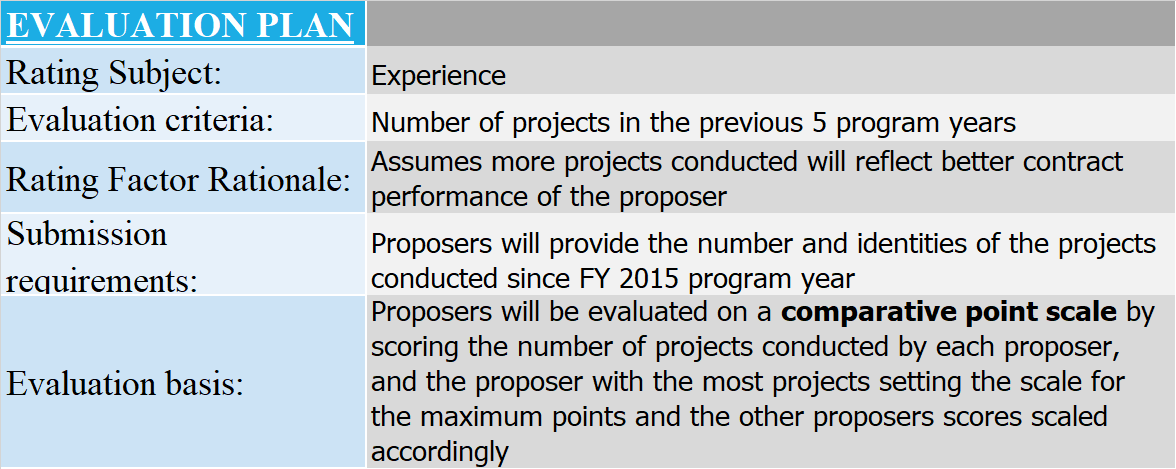 EVALUATION PLAN
Rating Subject:
Experience
Evaluation criteria:
Number of projects in the previous 5 program years
Rating Factor Rationale:
Assumes more projects conducted will reflect better contract
performance of the proposer
Submission
requirements:
Proposers will provide the number and identities of the projects
conducted since FY 2015 program year
Evaluation basis:
Proposers will be evaluated on a comparative point scale by
scoring the number of projects conducted by each proposer,
and the proposer with the most projects setting the scale for
the maximum points and the other proposers scores scaled
accordingly